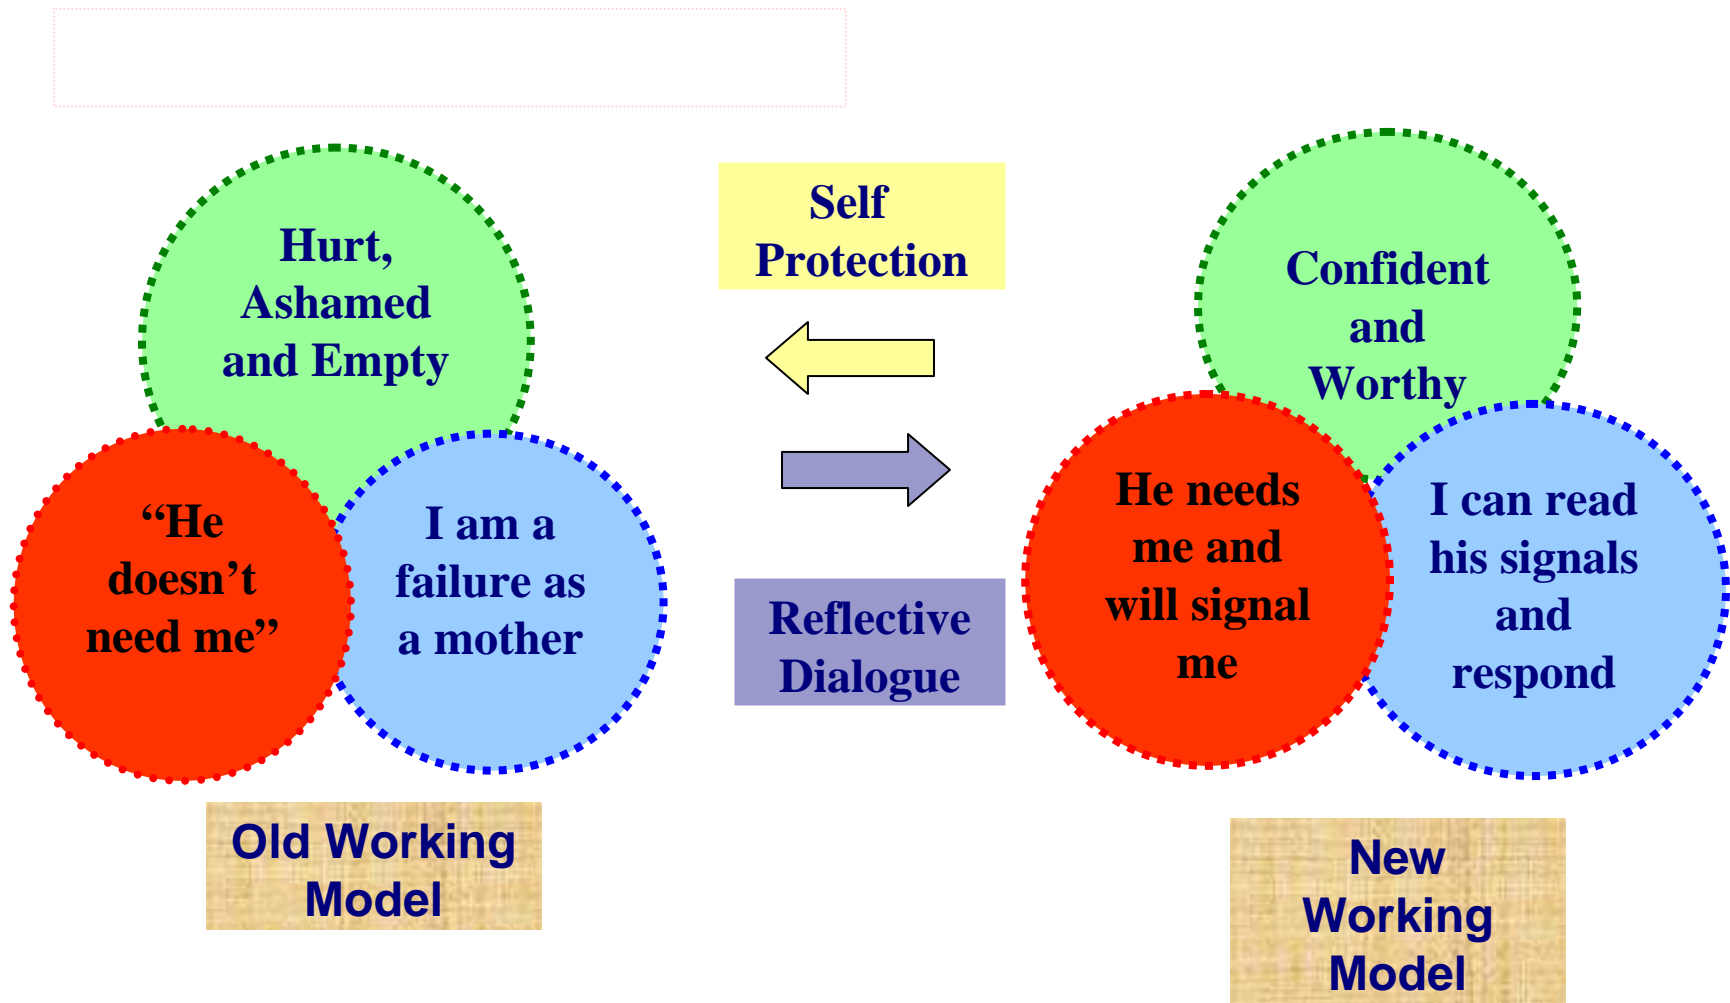 Hurt,
Ashamed
and Empty
“He
doesn’t
need me”
I am a
failure as
a mother
Old Working
Model
Self
Protection
Reflective
Dialogue
Confident
and
Worthy
He needs
me and
will signal
me
I can read
his signals
and
respond
New
Working
Model